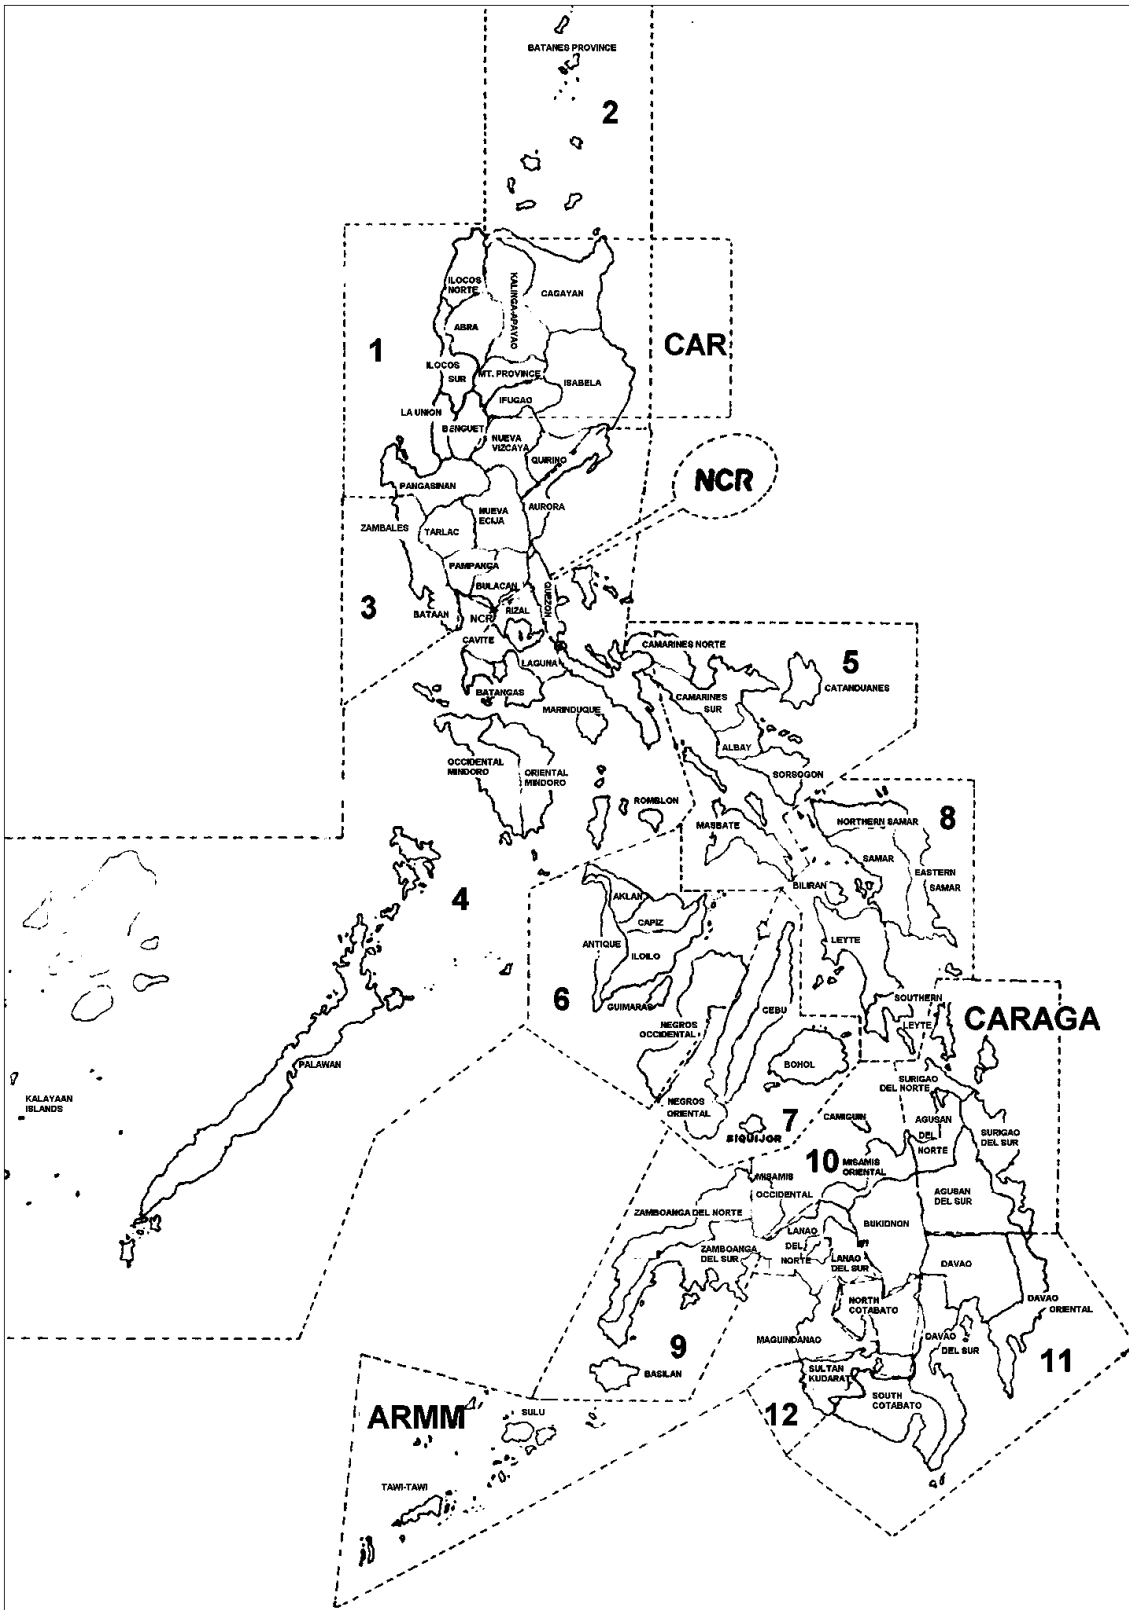 BATANES PROVINCE
2
ILOCOS
NORTE
KALINGA-APAYAO
CAGAYAN
ABRA
1
CAR
ILOCOS
SUR
MT. PROVINCE
ISABELA
IFUGAO
LA UNION
BENGUET
NUEVA
VIZCAYA
QUIRINO
NCR
PANGASINAN
ZAMBALES
TARLAC
NUEVA
ECIJA
AURORA
PAMPANGA
BULACAN
QUEZON
3
BATAAN
NCR
RIZAL
CAVITE
LAGUNA
BATANGAS
MARINDUQUE
CAMARINES NORTE
5
CATANDUANES
CAMARINES
SUR
ALBAY
SORSOGON
OCCIDENTAL
MINDORO
ORIENTAL
MINDORO
ROMBLON
MASBATE
NORTHERN SAMAR
8
SAMAR
EASTERN
SAMAR
BILIRAN
4
AKLAN
CAPIZ
ANTIQUE
ILOILO
GUIMARAS
6
LEYTE
SOUTHERN
LEYTE
CARAGA
NEGROS
OCCIDENTAL
CEBU
BOHOL
PALAWAN
KALAYAAN
ISLANDS
NEGROS
ORIENTAL
7
SIQUIJOR
CAMIGUIN
SURIGAO
DEL NORTE
AGUSAN
DEL
NORTE
SURIGAO
DEL SUR
10
MISAMIS
ORIENTAL
MISAMIS
OCCIDENTAL
AGUSAN
DEL SUR
ZAMBOANGA DEL NORTE
ZAMBOANGA
DEL SUR
LANAO
DEL
NORTE
LANAO
DEL SUR
BUKIDNON
DAVAO
NORTH
COTABATO
DAVAO
ORIENTAL
MAGUINDANAO
DAVAO
DEL SUR
9
11
BASILAN
SULTAN
KUDARAT
SOUTH
COTABATO
12
ARMM
SULU
TAWI-TAWI